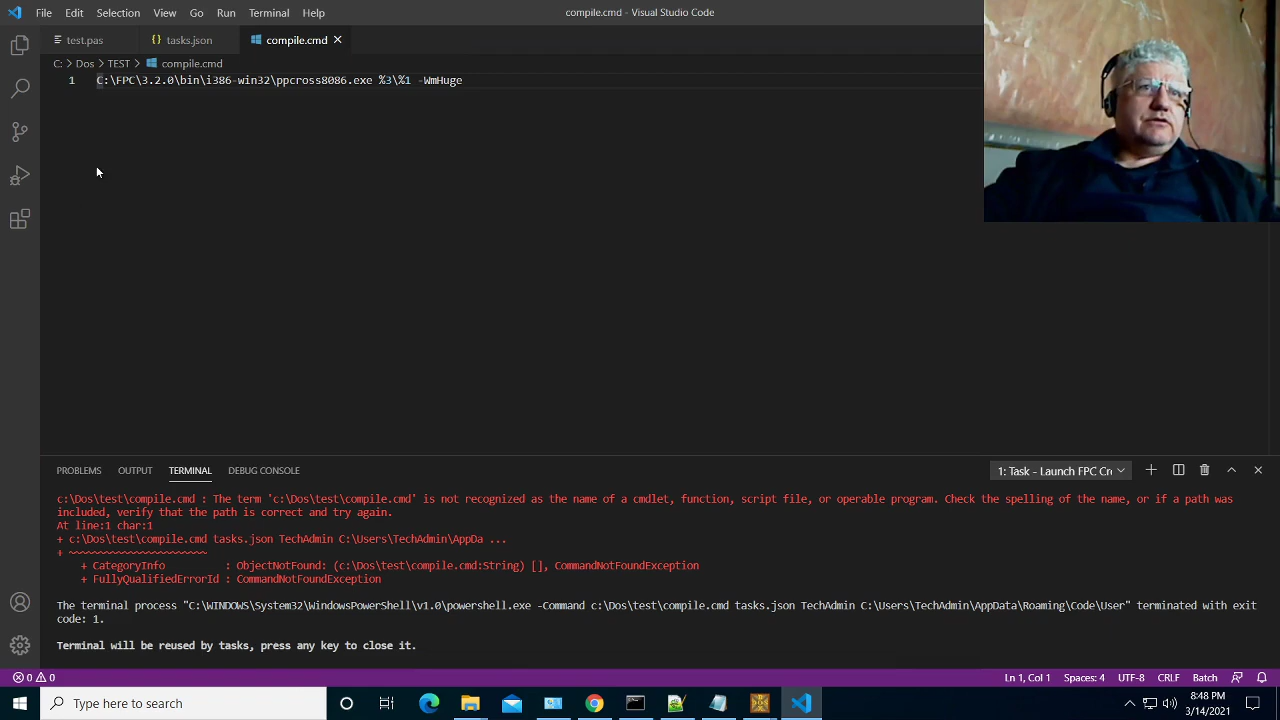 File Edit Selection View Go Run Terminal Help
compile.cmd - Visual Studio Code
test.pas
{ } tasks.json
compile.cmd
C: > Dos > TEST > compile.cmd
1 C:\FPC\3.2.0\bin\i386-win32\ppcross8086.exe %3\%1 -WmHuge
PROBLEMS OUTPUT TERMINAL DEBUG CONSOLE
1: Task - Launch FPC Cr
c:\Dos\test\compile.cmd : The term 'c:\Dos\test\compile.cmd' is not recognized as the name of a cmdlet, function, script file, or operable program. Check the spelling of the name, or if a path was
included, verify that the path is correct and try again.
At line:1 char:1
+ c:\Dos\test\compile.cmd tasks.json TechAdmin C:\Users\TechAdmin\AppDa ...
+ ~~~~~~~~~~~~~~~~~~~~~~~
+ CategoryInfo : ObjectNotFound: (c:\Dos\test\compile.cmd:String) [], CommandNotFoundException
+ FullyQualifiedErrorId : CommandNotFoundException
The terminal process "C:\WINDOWS\System32\WindowsPowerShell\v1.0\powershell.exe -Command c:\Dos\test\compile.cmd tasks.json TechAdmin C:\Users\TechAdmin\AppData\Roaming\Code\User" terminated with exit
code: 1.
Terminal will be reused by tasks, press any key to close it.
0 0
Ln 1, Col 1 Spaces: 4 UTF-8 CRLF Batch
Type here to search
8:48 PM
3/14/2021